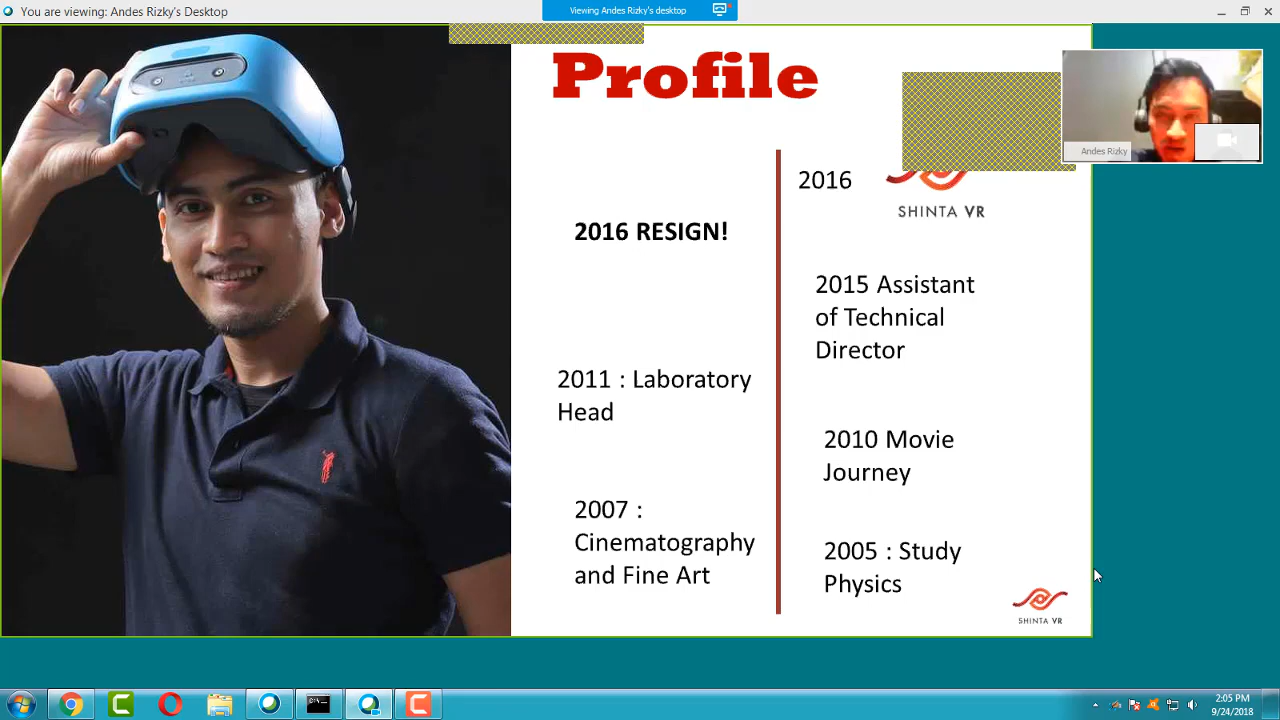 You are viewing: Andes Rizky's Desktop
Viewing Andes Rizky's desktop
Profile
Andes Rizky
2016
SHINTA VR
2016 RESIGN!
2015 Assistant
of Technical
Director
2011 : Laboratory
Head
2010 Movie
Journey
2007 :
Cinematography
and Fine Art
2005 : Study
Physics
SHINTA VR
2:05 PM
9/24/2018